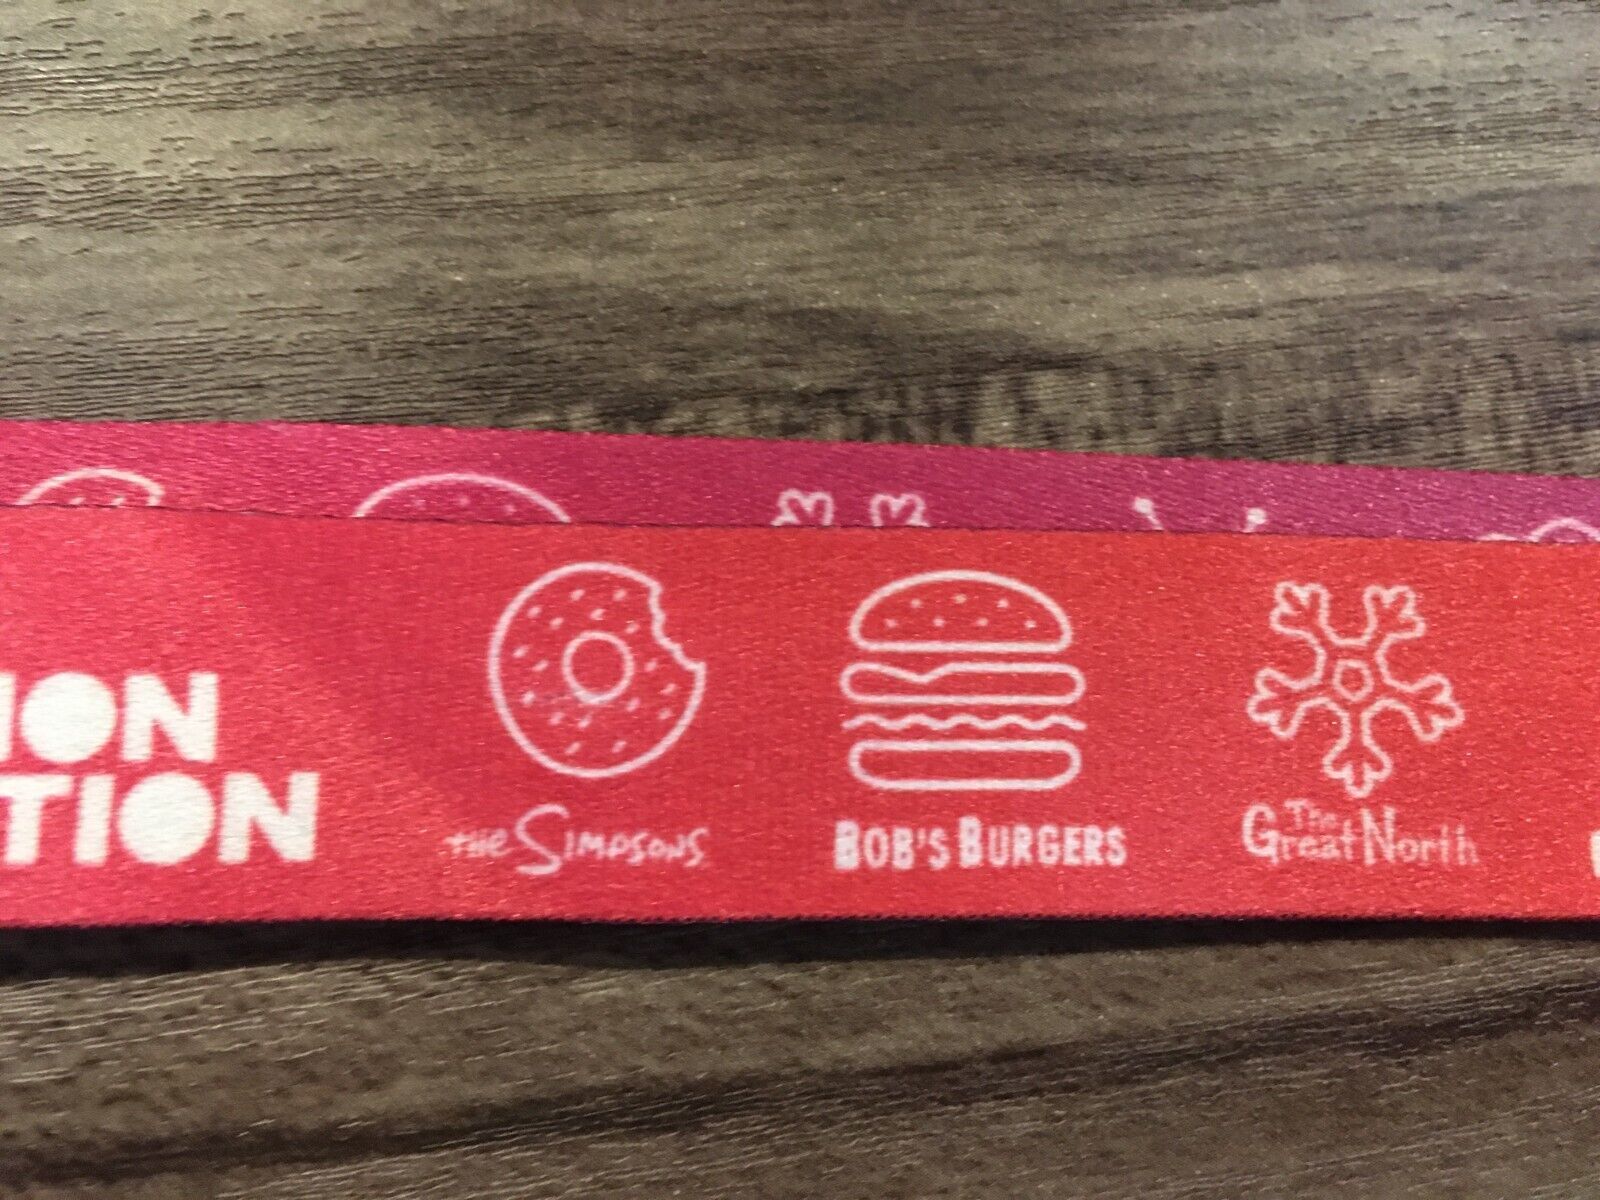 ION
TION
the Simpsons
BOB'S BURGERS
The
Great North